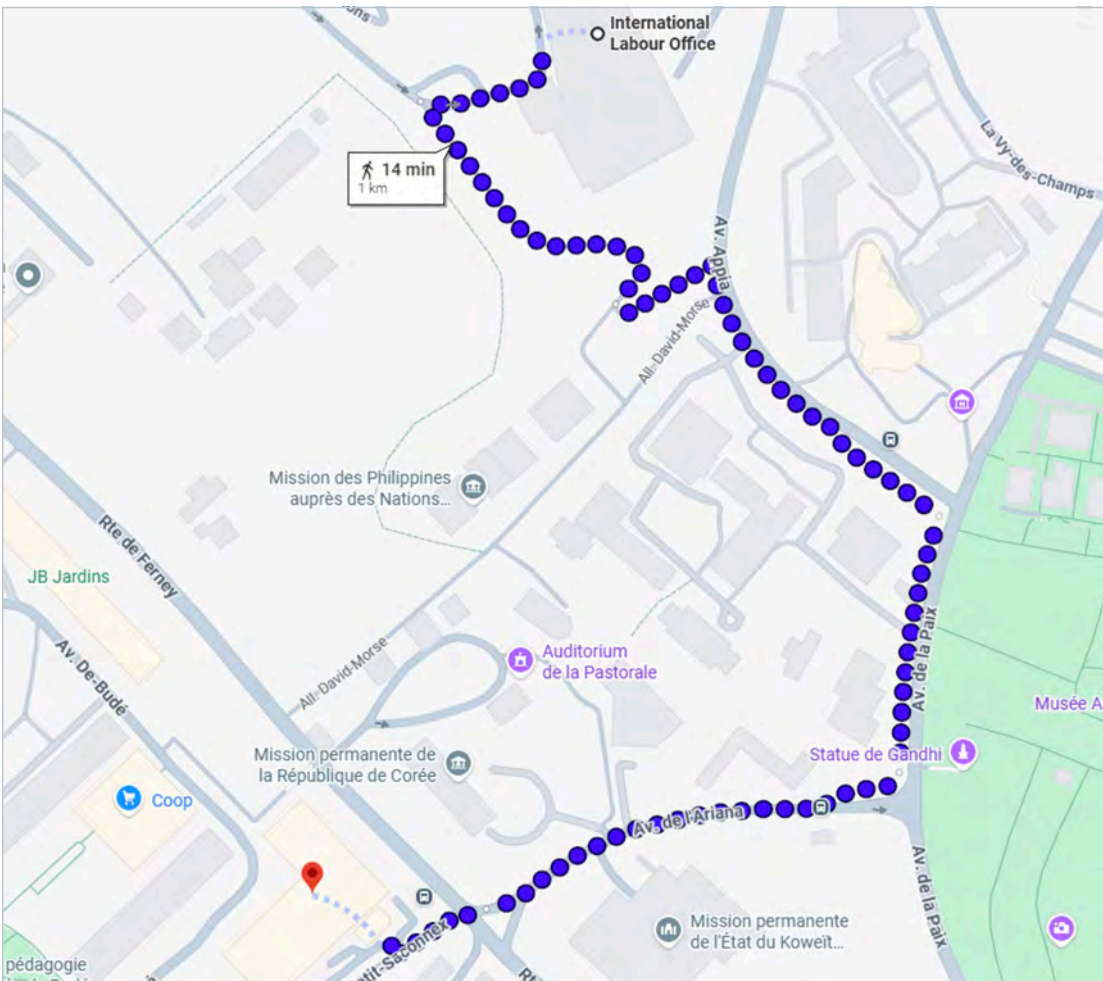 International
Labour Office
14 min
1 km
La Vy-des-Champs
Av. Appia
All.-David-Morse
Mission des Philippines
auprès des Nations...
Rte de Ferney
JB Jardins
Auditorium
de la Pastorale
Av. De-Budé
All.-David-Morse
Av. de la Paix
Musée A
Statue de Gandhi
Mission permanente de
la République de Corée
Coop
Av. de l'Ariana
Av. de la Paix
Mission permanente
de l'État du Koweït...
etit-Saconnex
pédagogie